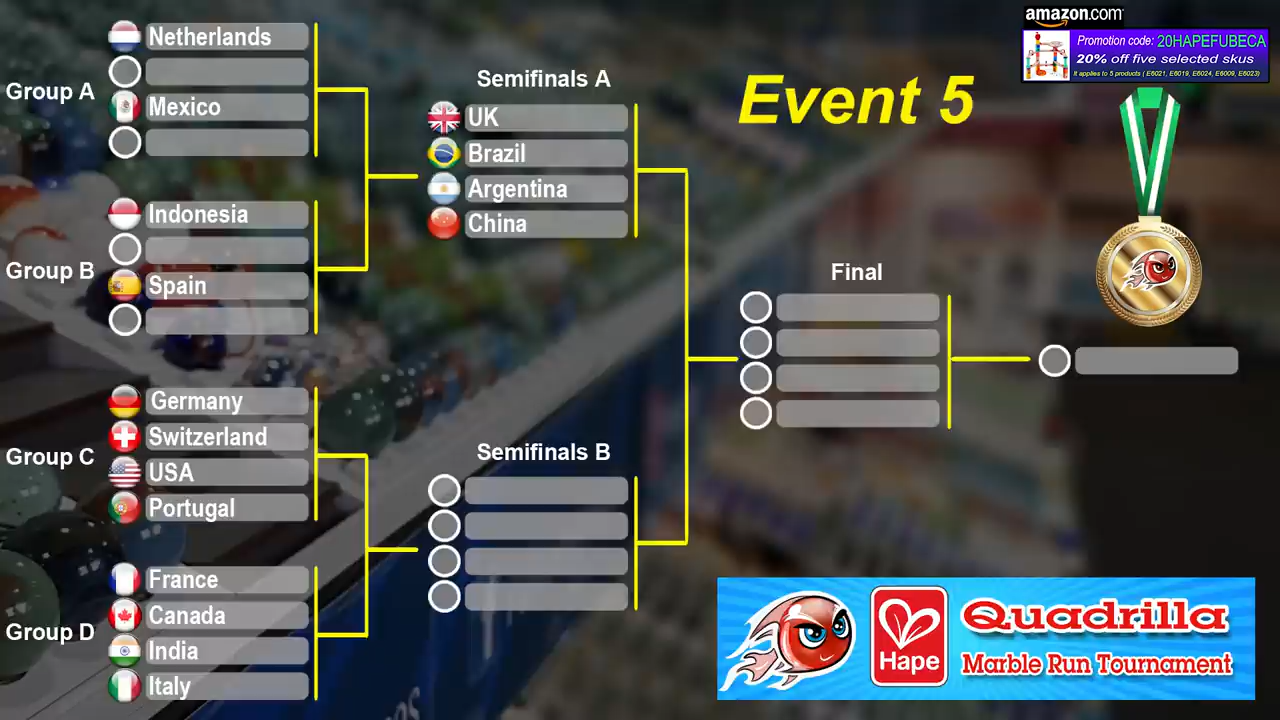 Group A
Netherlands
Mexico
Group B
Indonesia
Spain
Group C
Germany
Switzerland
USA
Portugal
Group D
France
Canada
India
Italy
Semifinals A
UK
Brazil
Argentina
China
Semifinals B
Event 5
Final
amazon.com
Promotion code: 20HAPEFUBECA
20% off five selected skus
It applies to 5 products ( E6021, E6019, E6024, E6009, E6023)
Hape
Quadrilla
Marble Run Tournament